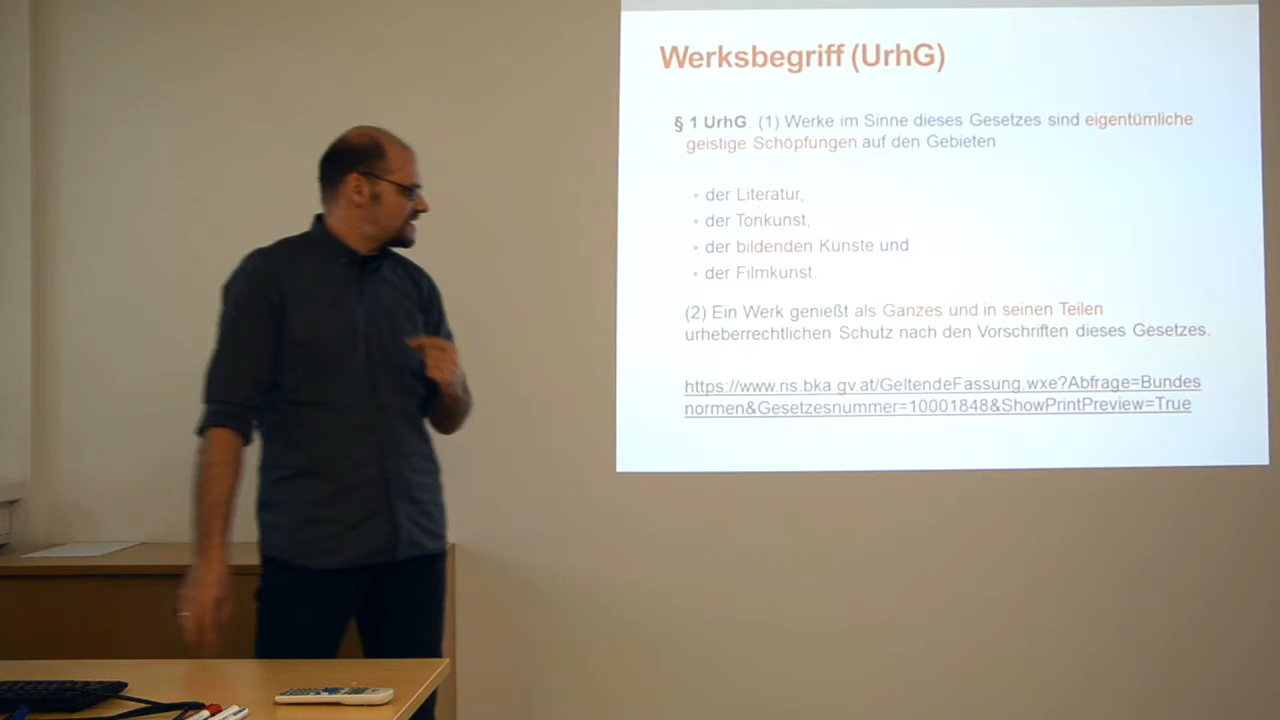 Werksbegriff (UrhG)
§ 1 UrhG. (1) Werke im Sinne dieses Gesetzes sind eigentümliche
geistige Schöpfungen auf den Gebieten
• der Literatur,
• der Tonkunst,
• der bildenden Künste und
• der Filmkunst.
(2) Ein Werk genießt als Ganzes und in seinen Teilen
urheberrechtlichen Schutz nach den Vorschriften dieses Gesetzes.
https://www.ris.bka.gv.at/GeltendeFassung.wxe?Abfrage=Bundes
normen&Gesetzesnummer=10001848&ShowPrintPreview=True